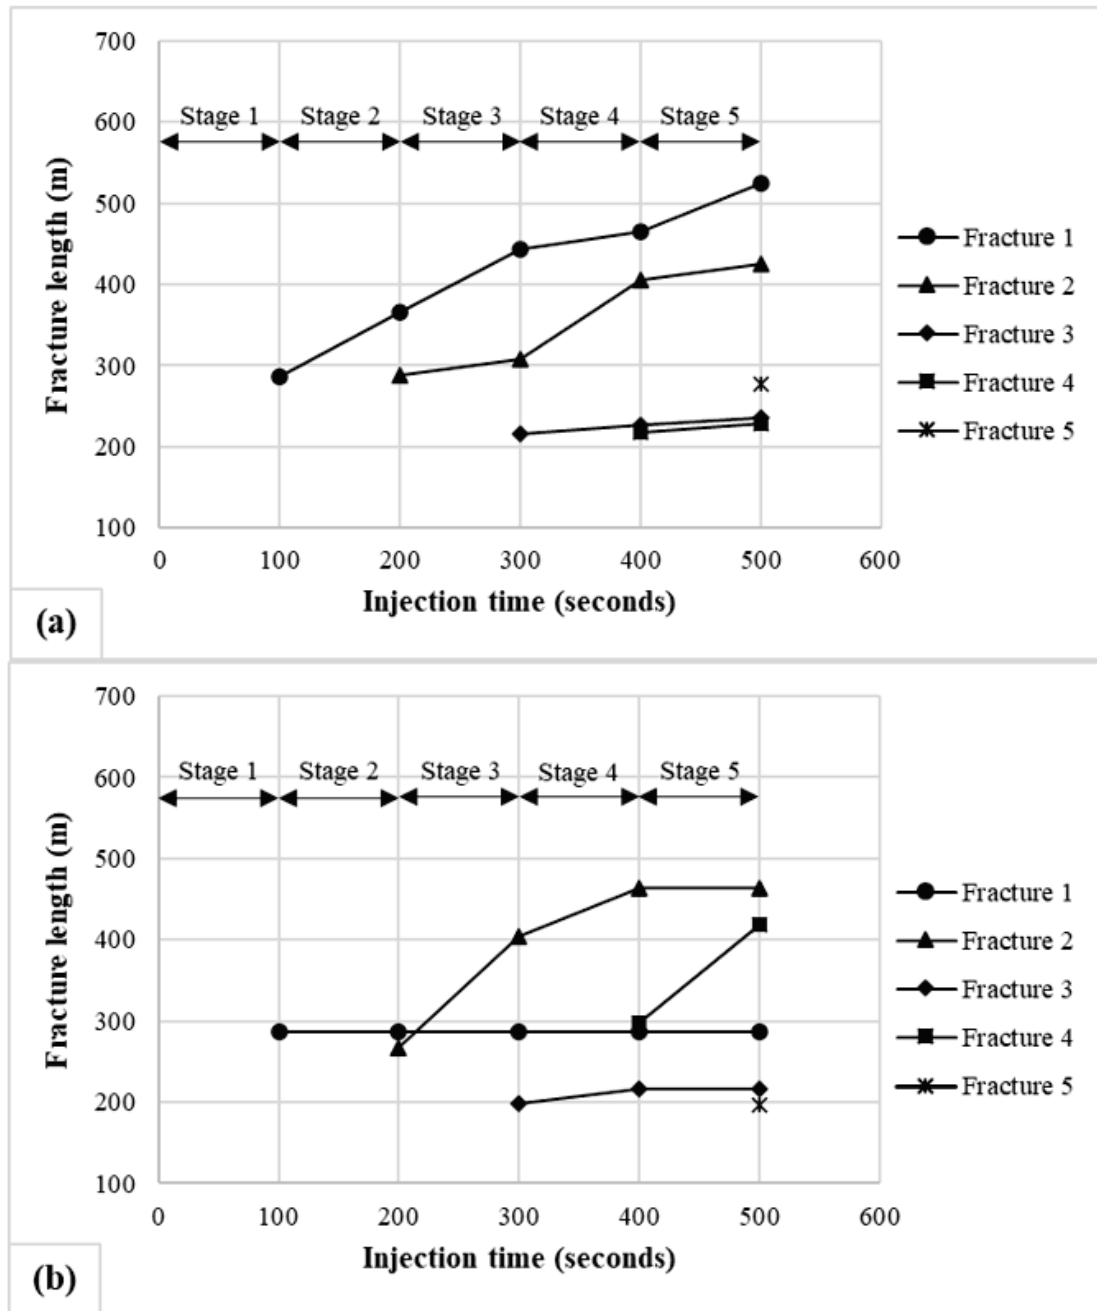 700
600
500
400
300
200
100
Fracture length (m)
Stage 1 Stage 2 Stage 3 Stage 4 Stage 5
Fracture 1
Fracture 2
Fracture 3
Fracture 4
Fracture 5
0 100 200 300 400 500 600
Injection time (seconds)
(a)
700
600
500
400
300
200
100
Fracture length (m)
Stage 1 Stage 2 Stage 3 Stage 4 Stage 5
Fracture 1
Fracture 2
Fracture 3
Fracture 4
Fracture 5
0 100 200 300 400 500 600
Injection time (seconds)
(b)